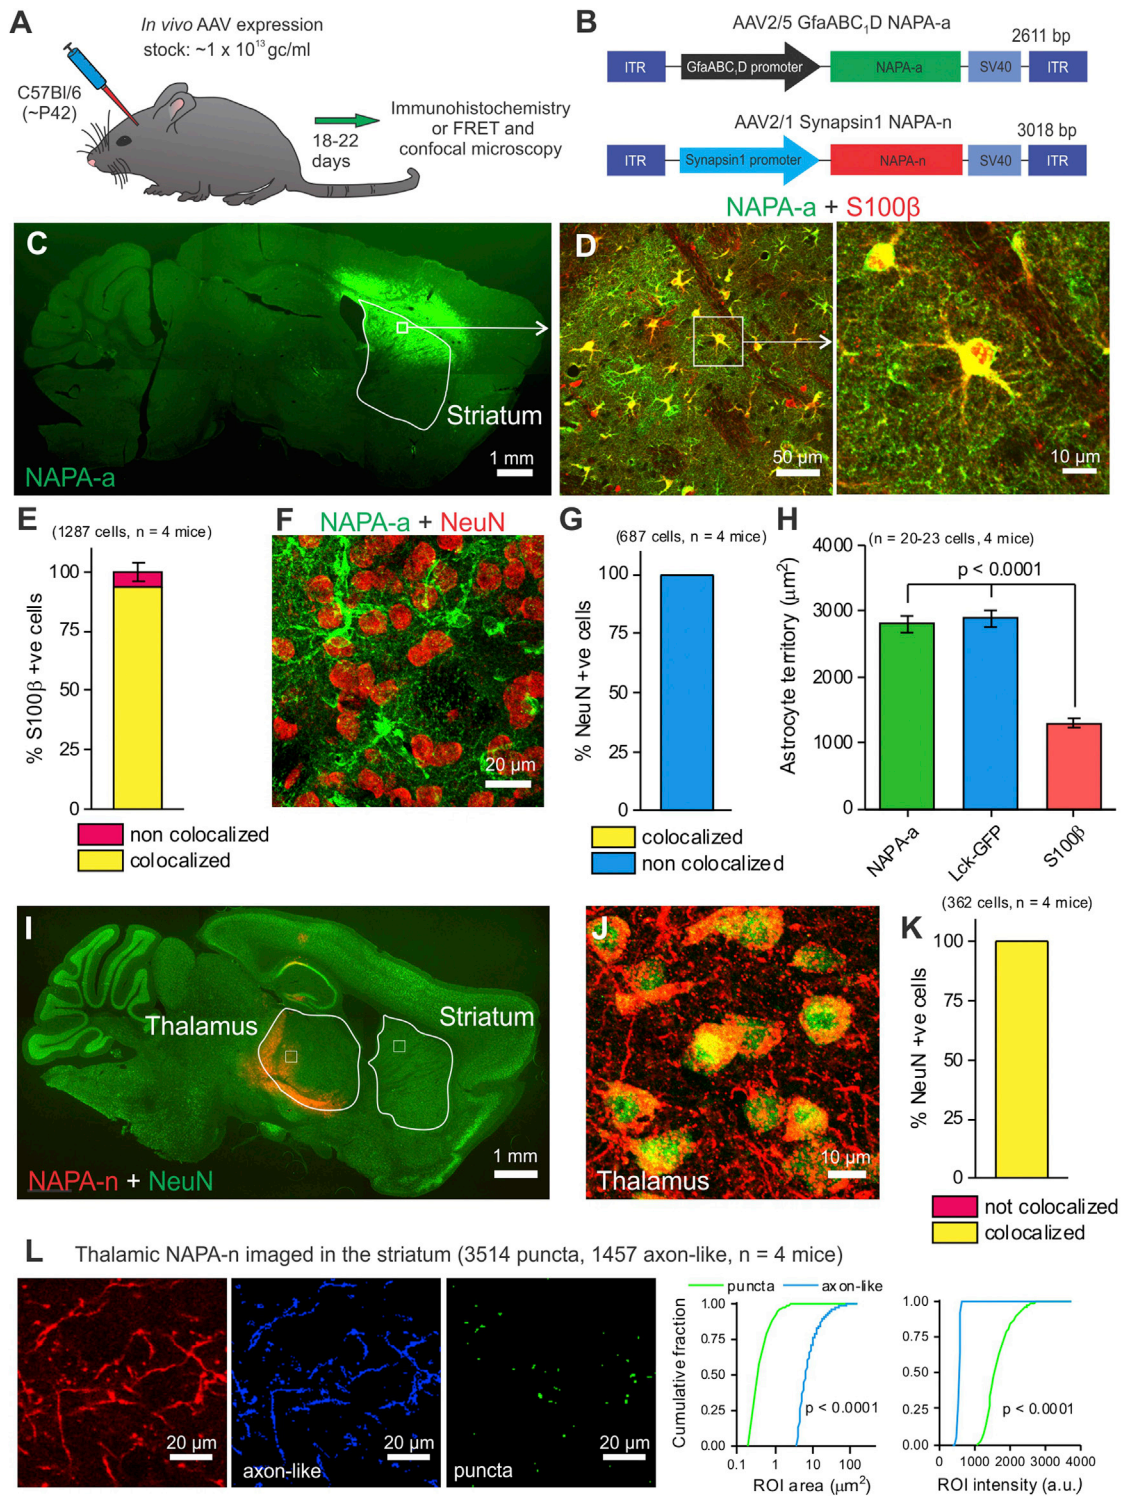 A
In vivo AAV expression
stock: ~1 x 10¹³ gc/ml
C57Bl/6
(~P42)
18-22
days
Immunohistochemistry
or FRET and
confocal microscopy
B
AAV2/5 GfaABC₁D NAPA-a
2611 bp
ITR
GfaABC₁D promoter
NAPA-a
SV40
ITR
AAV2/1 Synapsin1 NAPA-n
3018 bp
ITR
Synapsin1 promoter
NAPA-n
SV40
ITR
C
Striatum
1 mm
NAPA-a
NAPA-a + S100β
D
50 µm
10 µm
E
(1287 cells, n = 4 mice)
% S100β +ve cells
100
75
50
25
0
non colocalized
colocalized
F
NAPA-a + NeuN
20 µm
G
(687 cells, n = 4 mice)
% NeuN +ve cells
100
75
50
25
0
colocalized
non colocalized
H
(n = 20-23 cells, 4 mice)
p < 0.0001
Astrocyte territory (µm²)
4000
3000
2000
1000
0
NAPA-a
Lck-GFP
S100β
I
Thalamus
Striatum
1 mm
NAPA-n + NeuN
J
Thalamus
10 µm
K
(362 cells, n = 4 mice)
% NeuN +ve cells
100
75
50
25
0
not colocalized
colocalized
L
Thalamic NAPA-n imaged in the striatum (3514 puncta, 1457 axon-like, n = 4 mice)
20 µm
axon-like
20 µm
puncta
20 µm
puncta
axon-like
Cumulative fraction
1.00
0.75
0.50
0.25
0.00
p < 0.0001
0.1
1
10
100
ROI area (µm²)
1.00
0.75
0.50
0.25
0.00
p < 0.0001
0
1000
2000
3000
4000
ROI intensity (a.u.)